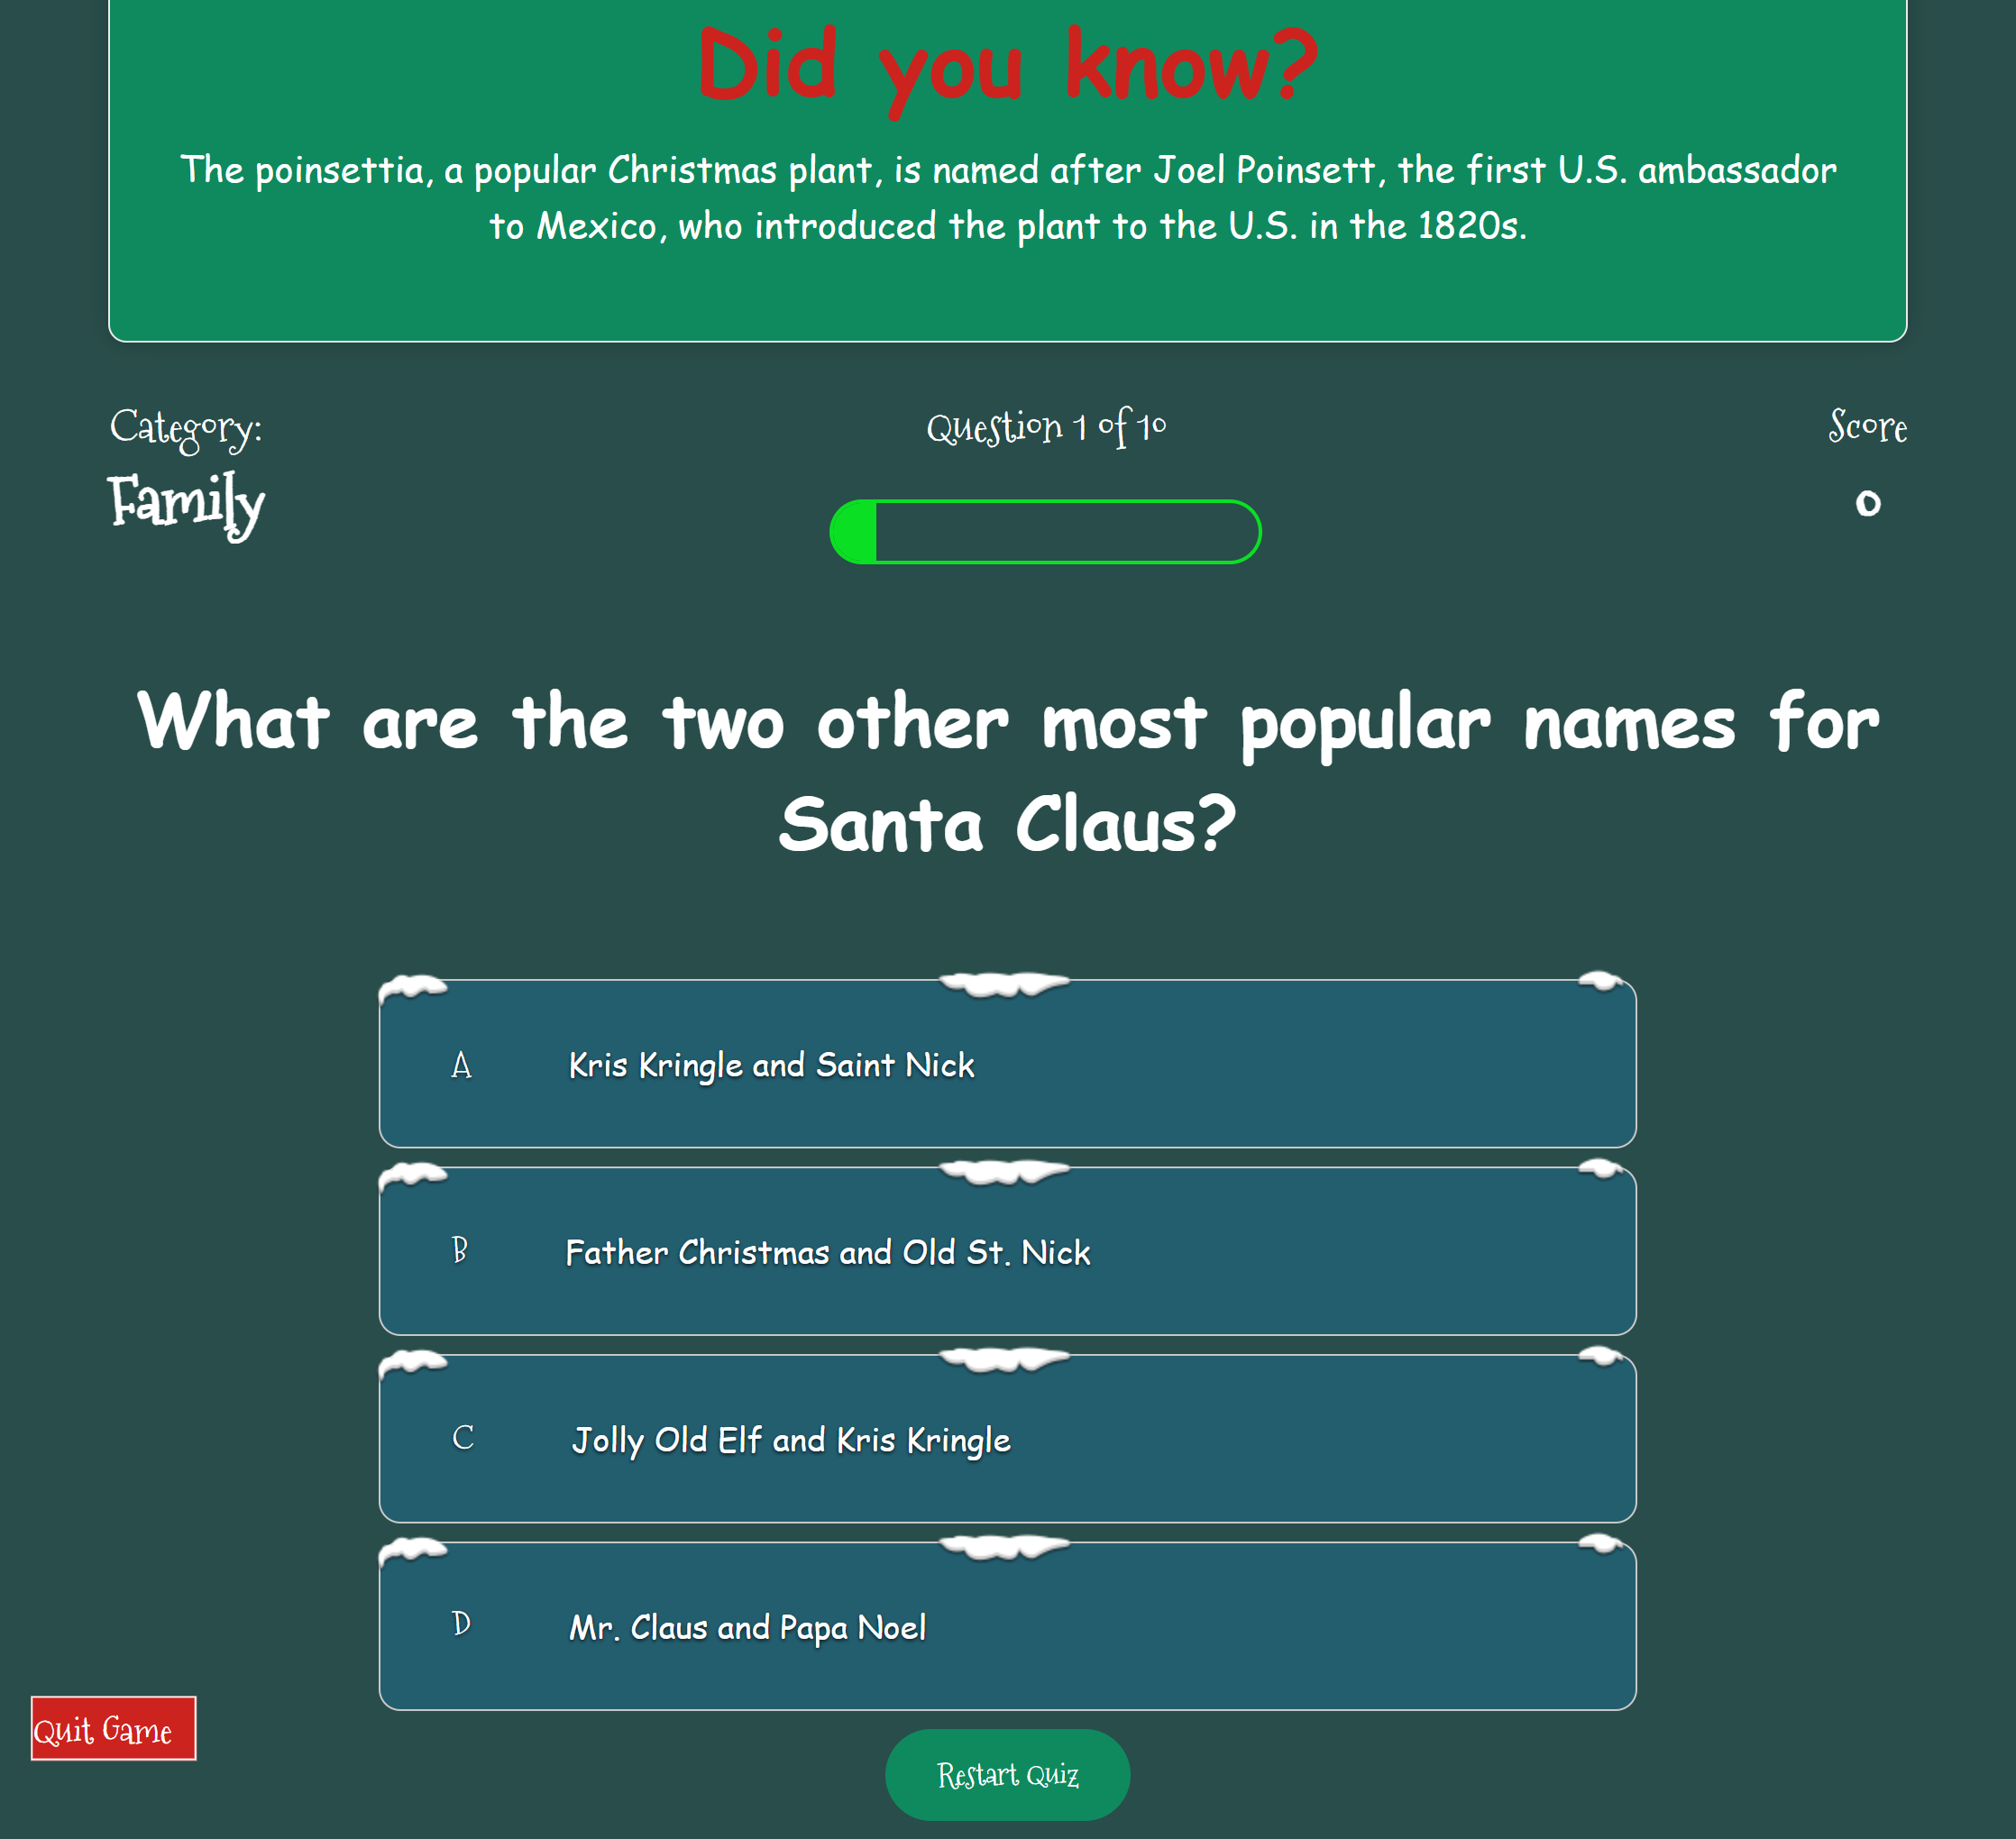 Did you know?
The poinsettia, a popular Christmas plant, is named after Joel Poinsett, the first U.S. ambassador
to Mexico, who introduced the plant to the U.S. in the 1820s.
Category:
Family
Question 1 of 10
Score
0
What are the two other most popular names for
Santa Claus?
A Kris Kringle and Saint Nick
B Father Christmas and Old St. Nick
C Jolly Old Elf and Kris Kringle
D Mr. Claus and Papa Noel
Quit Game
Restart Quiz